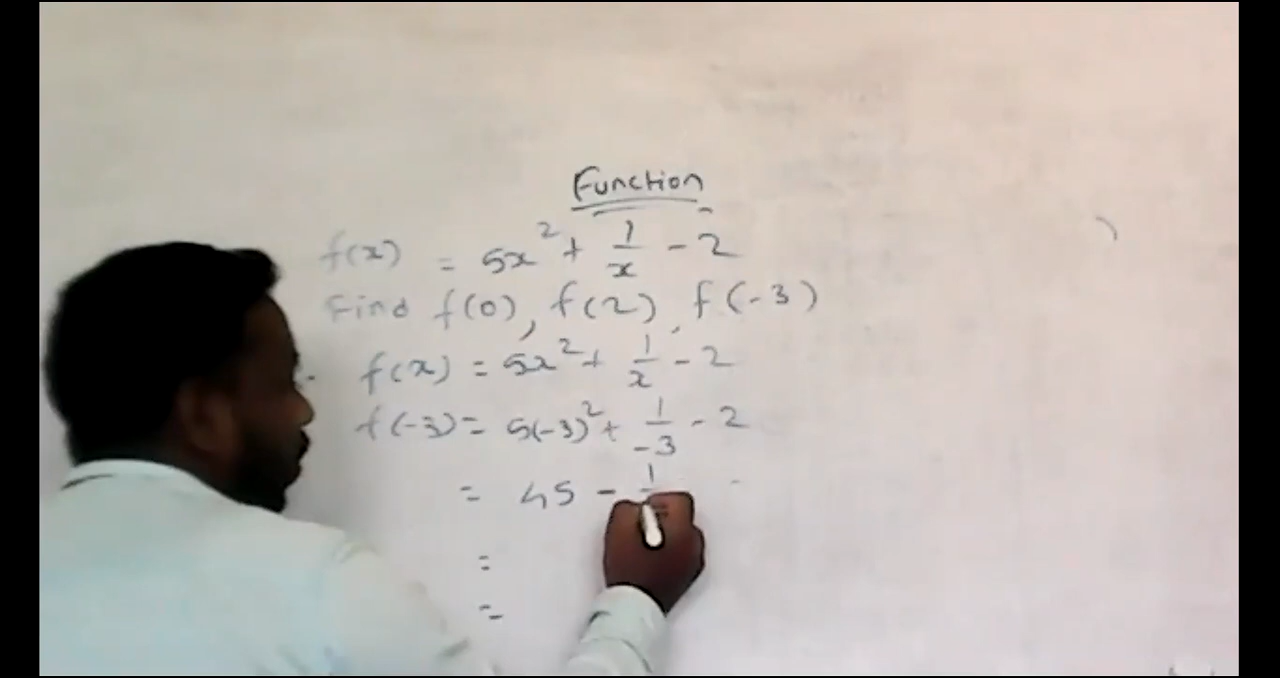 Function
f(x) = 5x² + 1/x - 2
Find f(0), f(2), f(-3)
f(x) = 5x² + 1/x - 2
f(-3) = 5(-3)² + 1/-3 - 2
= 45 - 1
=
=